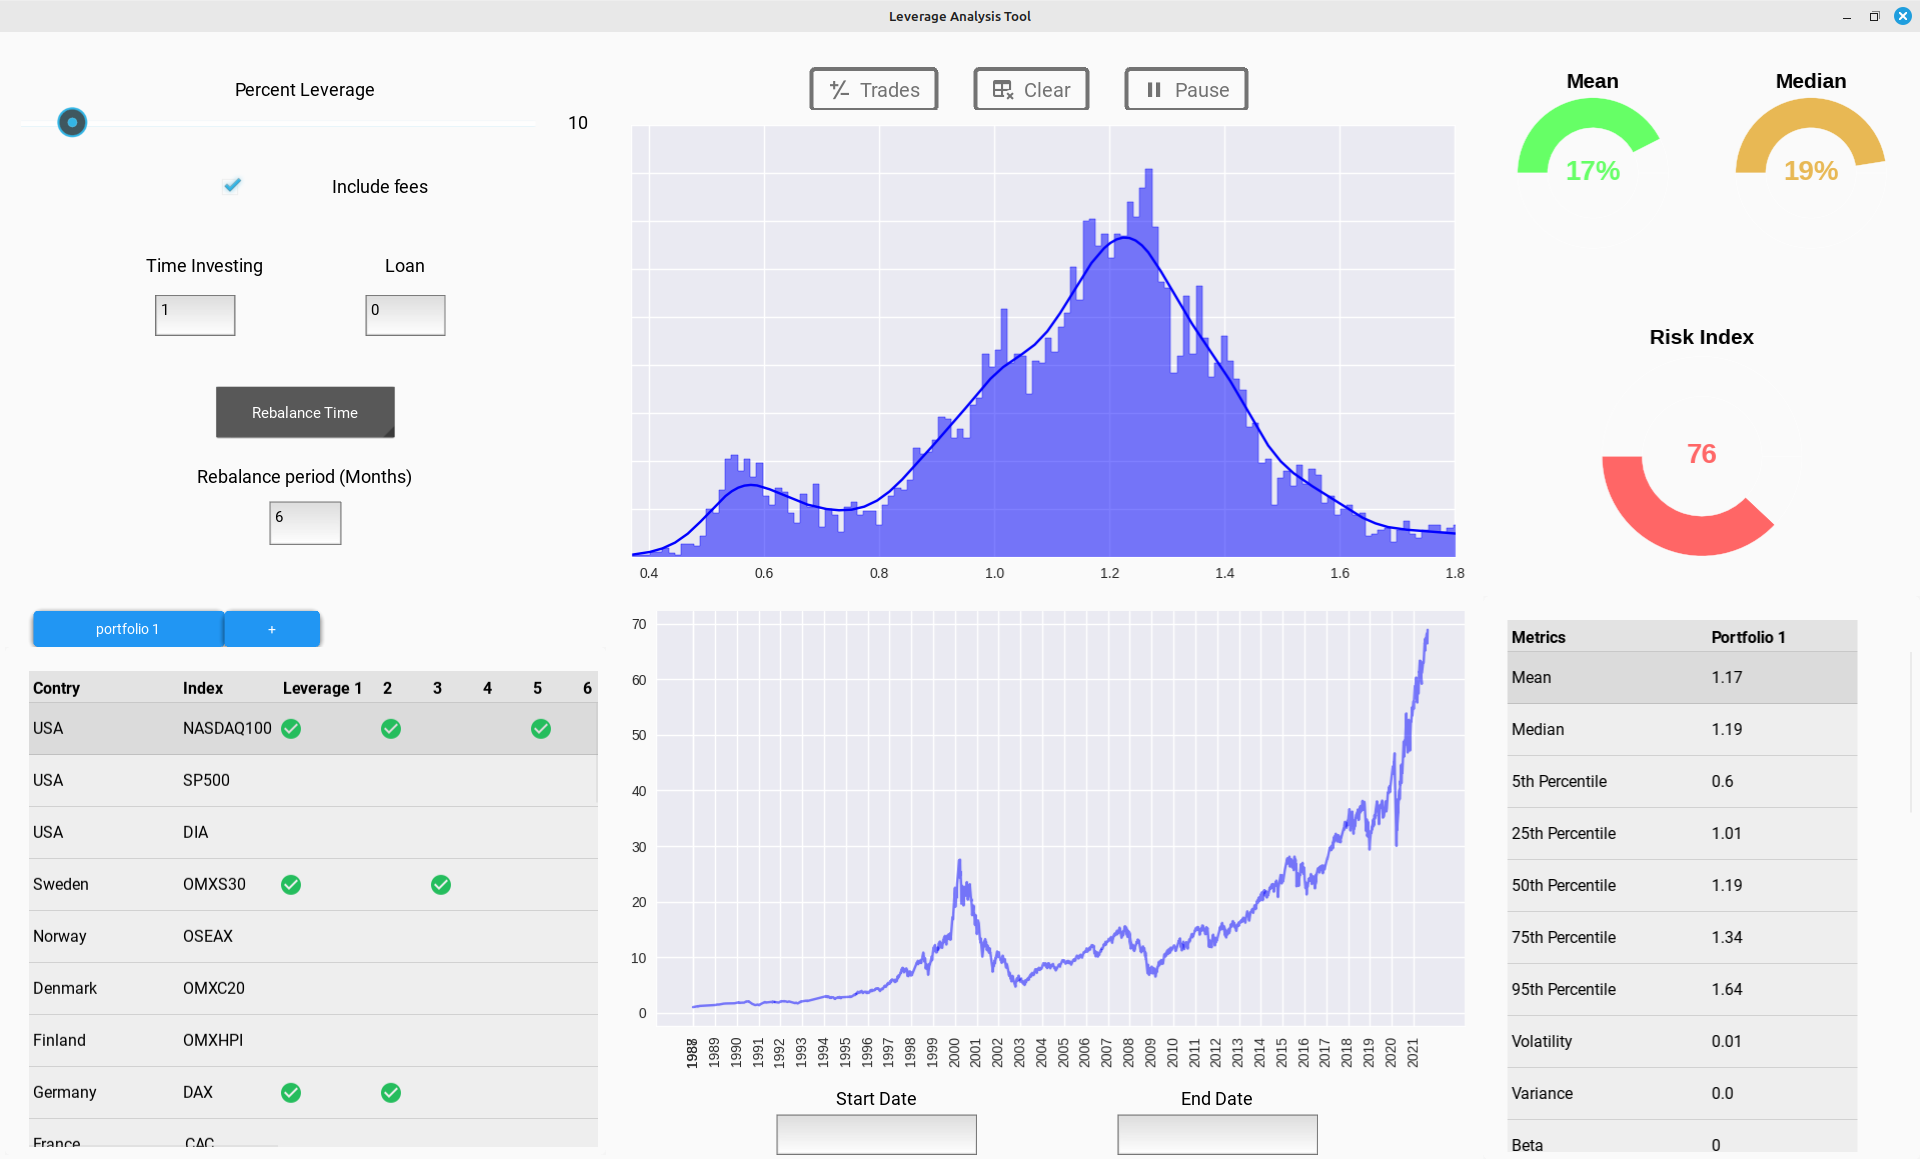 Leverage Analysis Tool
Percent Leverage
10
Include fees
Time Investing Loan
1 0
Rebalance Time
Rebalance period (Months)
6
portfolio 1 +
Contry Index Leverage 1 2 3 4 5 6
USA NASDAQ100
USA SP500
USA DIA
Sweden OMXS30
Norway OSEAX
Denmark OMXC20
Finland OMXHPI
Germany DAX
France CAC
Trades Clear Pause
0.4 0.6 0.8 1.0 1.2 1.4 1.6 1.8
70
60
50
40
30
20
10
0
1989 1990 1991 1992 1993 1994 1995 1996 1997 1998 1999 2000 2001 2002 2003 2004 2005 2006 2007 2008 2009 2010 2011 2012 2013 2014 2015 2016 2017 2018 2019 2020 2021
Start Date End Date
Mean Median
17% 19%
Risk Index
76
Metrics Portfolio 1
Mean 1.17
Median 1.19
5th Percentile 0.6
25th Percentile 1.01
50th Percentile 1.19
75th Percentile 1.34
95th Percentile 1.64
Volatility 0.01
Variance 0.0
Beta 0